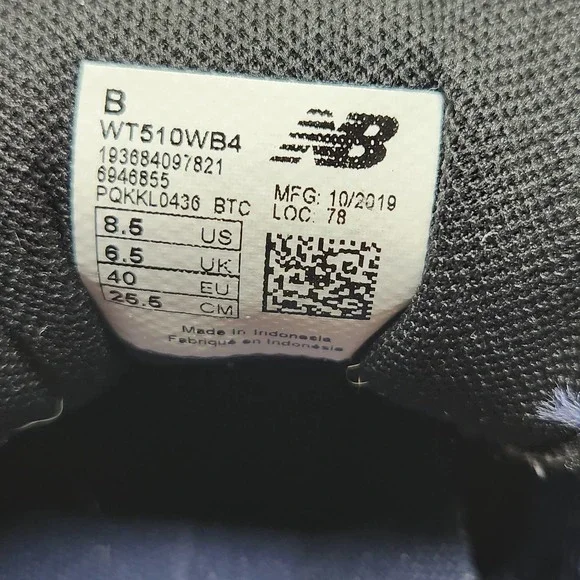 B
WT510WB4
193684097821
6946855
PQKKL0436 BTC
8.5 US
6.5 UK
40 EU
25.5 CM
NB
MFG: 10/2019
LOC: 78
Made in Indonesia
Fabriqué en Indonésie